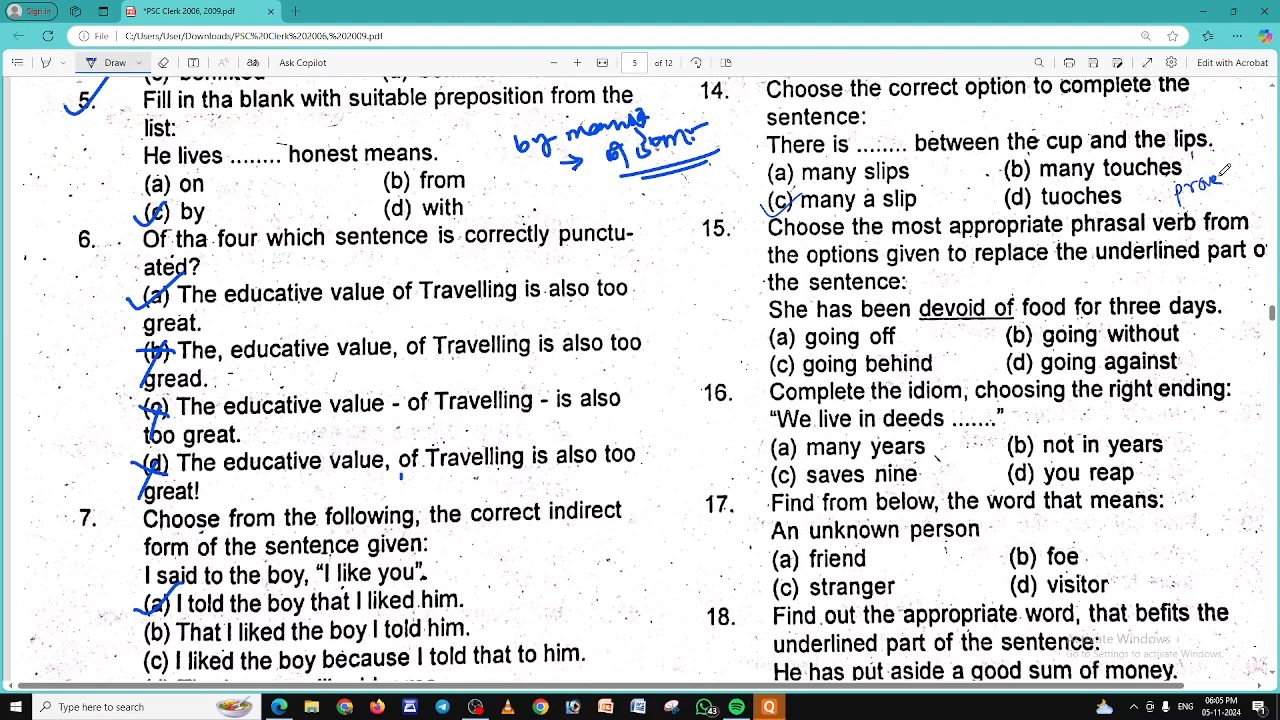 Sign in
*PSC Clerk 2006, 2009.pdf
File C:/Users/User/Downloads/PSC%20Clerk%202006,%202009.pdf
Draw Ask Copilot 5 of 12 Edit with Acrobat
5. Fill in tha blank with suitable preposition from the
list:
He lives ........ honest means.
(a) on (b) from
(c) by (d) with
by means
→ of
6. Of tha four which sentence is correctly punctu-
ated?
(a) The educative value of Travelling is also too
great.
(b) The, educative value, of Travelling is also too
gread.
(c) The educative value - of Travelling - is also
too great.
(d) The educative value, of Travelling is also too
great!
7. Choose from the following, the correct indirect
form of the sentence given:
I said to the boy, “I like you”.
(a) I told the boy that I liked him.
(b) That I liked the boy I told him.
(c) I liked the boy because I told that to him.
14. Choose the correct option to complete the
sentence:
There is ........ between the cup and the lips.
(a) many slips (b) many touches
(c) many a slip (d) tuoches
prove
15. Choose the most appropriate phrasal verb from
the options given to replace the underlined part o
the sentence:
She has been devoid of food for three days.
(a) going off (b) going without
(c) going behind (d) going against
16. Complete the idiom, choosing the right ending:
“We live in deeds .......”
(a) many years (b) not in years
(c) saves nine (d) you reap
17. Find from below, the word that means:
An unknown person
(a) friend (b) foe
(c) stranger (d) visitor
18. Find out the appropriate word, that befits the
underlined part of the sentence:
He has put aside a good sum of money.
Activate Windows
Go to Settings to activate Windows.
Type here to search
43
ENG
06:05 PM
05-11-2024